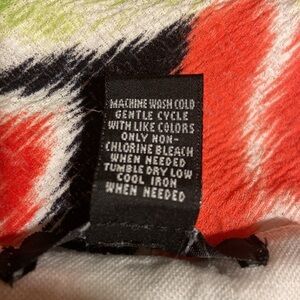 MACHINE WASH COLD
GENTLE CYCLE
WITH LIKE COLORS
ONLY NON-
CHLORINE BLEACH
WHEN NEEDED
TUMBLE DRY LOW
COOL IRON
WHEN NEEDED